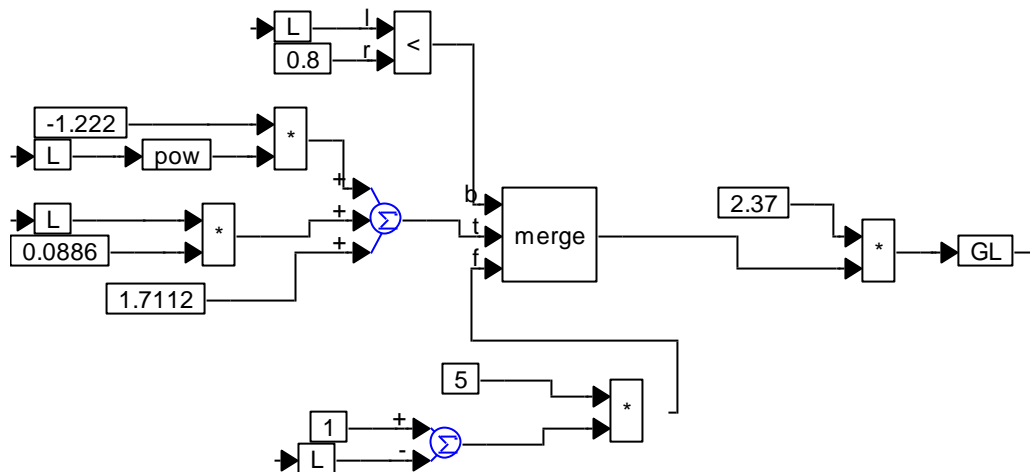 L
l
<
0.8
r
-1.222
*
L
pow
+
b
L
*
+
Σ
t
merge
2.37
*
GL
0.0886
+
f
1.7112
5
*
1
+
Σ
L
-